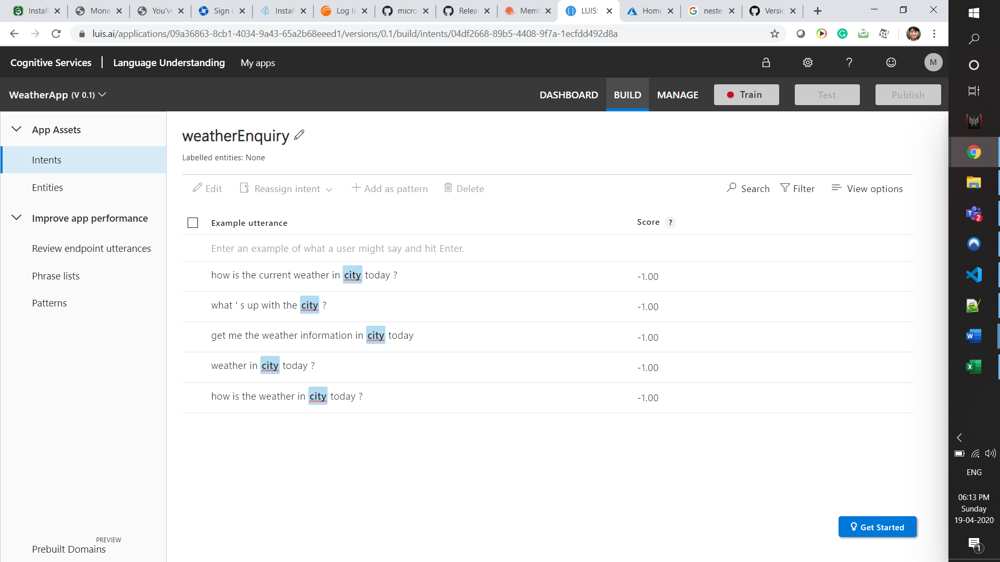 InstaF
Mone
You've
Sign i
InstaF
Log In
micro
Relea
Meml
LUIS:
Home
neste
Versic
luis.ai/applications/09a36863-8cb1-4034-9a43-65a2b68eeed1/versions/0.1/build/intents/04df2668-89b5-4408-9f7a-1ecfdd492d8a
Cognitive Services
Language Understanding
My apps
?
M
WeatherApp (V 0.1)
DASHBOARD
BUILD
MANAGE
Train
Test
Publish
App Assets
Intents
Entities
Improve app performance
Review endpoint utterances
Phrase lists
Patterns
PREVIEW
Prebuilt Domains
weatherEnquiry
Labelled entities: None
Edit
Reassign intent
Add as pattern
Delete
Search
Filter
View options
Example utterance
Score ?
Enter an example of what a user might say and hit Enter.
how is the current weather in city today ?
-1.00
what ' s up with the city ?
-1.00
get me the weather information in city today
-1.00
weather in city today ?
-1.00
how is the weather in city today ?
-1.00
Get Started
2
ENG
06:13 PM
Sunday
19-04-2020
1